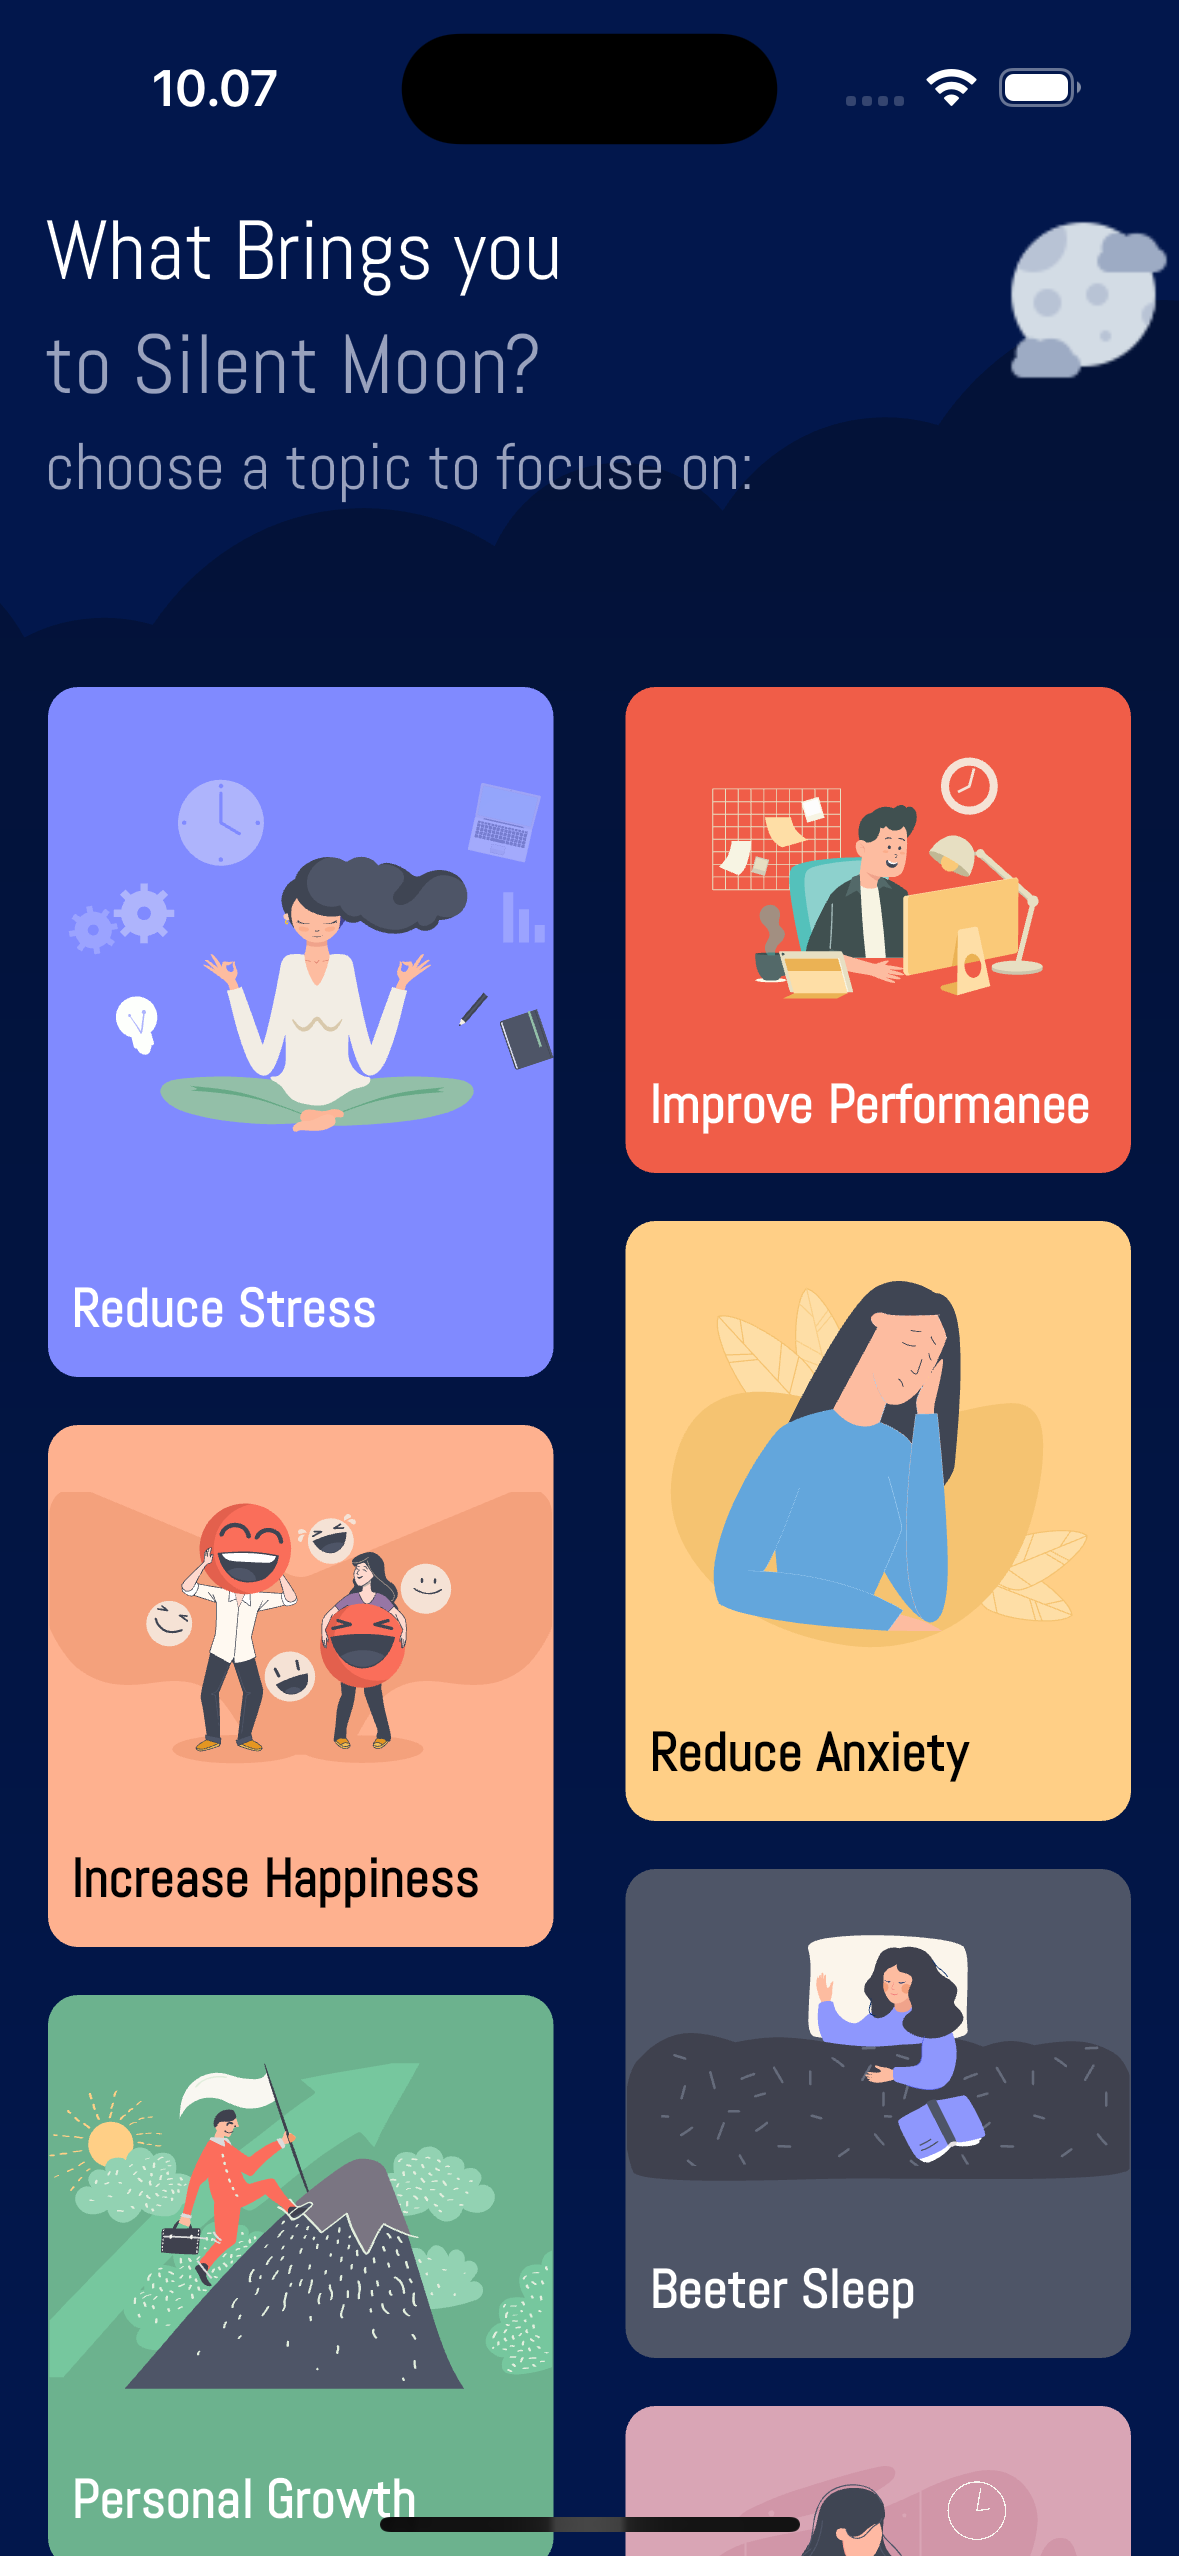 10.07
What Brings you
to Silent Moon?
choose a topic to focuse on:
Reduce Stress
Improve Performanee
Increase Happiness
Reduce Anxiety
Personal Growth
Beeter Sleep